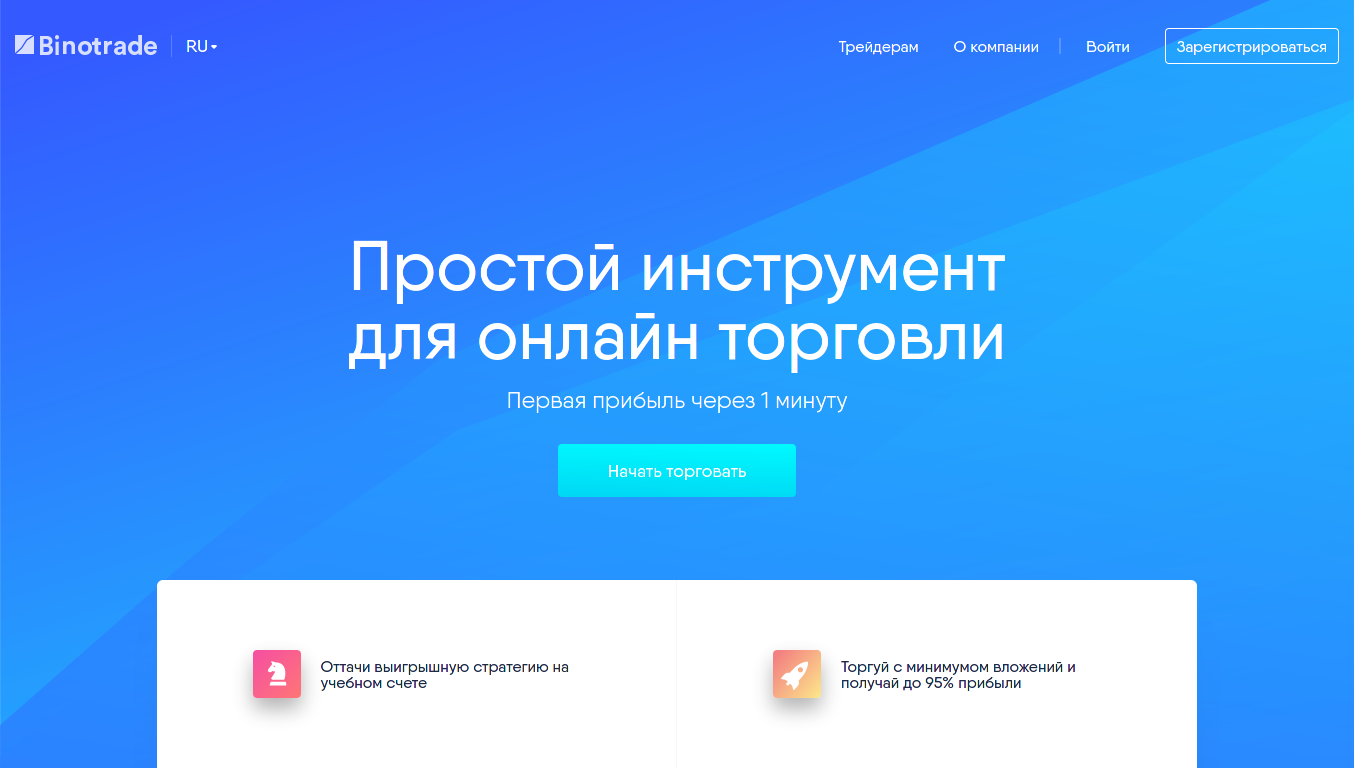 Binotrade
RU
Трейдерам
О компании
Войти
Зарегистрироваться
Простой инструмент
для онлайн торговли
Первая прибыль через 1 минуту
Начать торговать
Оттачи выигрышную стратегию на
учебном счете
Торгуй с минимумом вложений и
получай до 95% прибыли